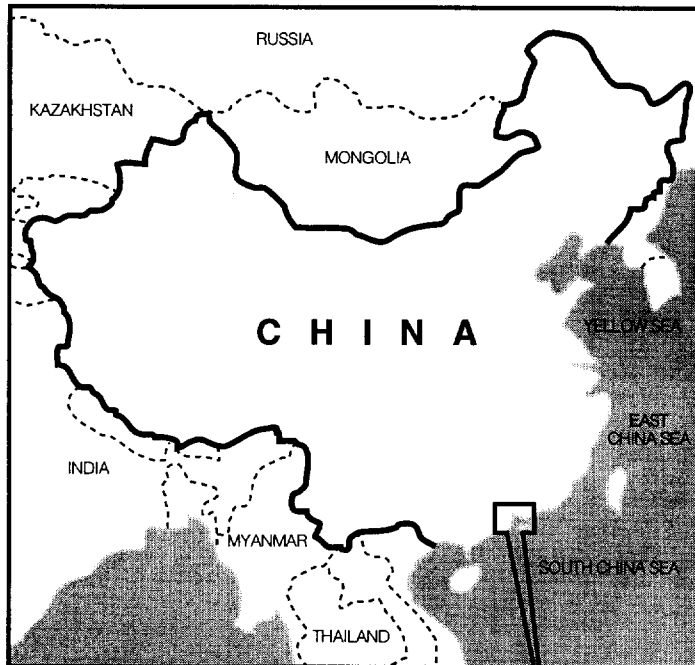 RUSSIA
KAZAKHSTAN
MONGOLIA
CHINA
YELLOW SEA
EAST
CHINA SEA
INDIA
MYANMAR
SOUTH CHINA SEA
THAILAND